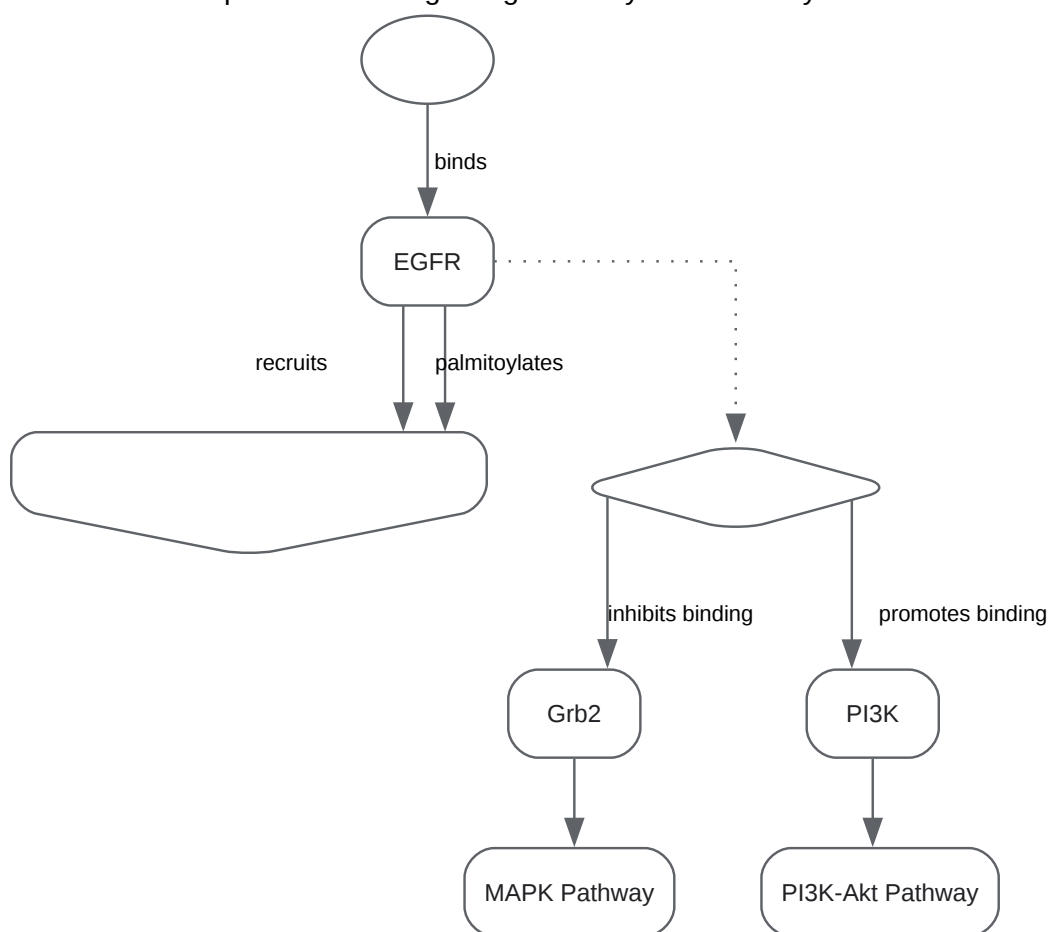 binds
EGFR
recruits
palmitoylates
inhibits binding
promotes binding
Grb2
PI3K
MAPK Pathway
PI3K-Akt Pathway